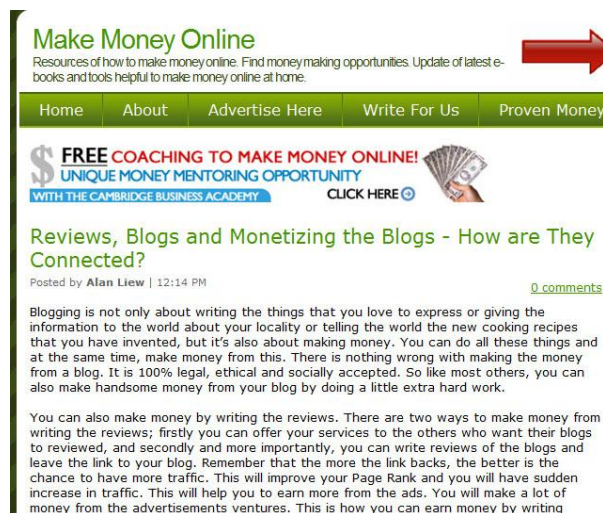 Make Money Online
Resources of how to make money online. Find money making opportunities. Update of latest e-
books and tools helpful to make money online at home.
Home About Advertise Here Write For Us Proven Money
FREE COACHING TO MAKE MONEY ONLINE!
UNIQUE MONEY MENTORING OPPORTUNITY
WITH THE CAMBRIDGE BUSINESS ACADEMY CLICK HERE
Reviews, Blogs and Monetizing the Blogs - How are They
Connected?
Posted by Alan Liew | 12:14 PM
0 comments
Blogging is not only about writing the things that you love to express or giving the
information to the world about your locality or telling the world the new cooking recipes
that you have invented, but it's also about making money. You can do all these things and
at the same time, make money from this. There is nothing wrong with making the money
from a blog. It is 100% legal, ethical and socially accepted. So like most others, you can
also make handsome money from your blog by doing a little extra hard work.
You can also make money by writing the reviews. There are two ways to make money from
writing the reviews; firstly you can offer your services to the others who want their blogs
to reviewed, and secondly and more importantly, you can write reviews of the blogs and
leave the link to your blog. Remember that the more the link backs, the better is the
chance to have more traffic. This will improve your Page Rank and you will have sudden
increase in traffic. This will help you to earn more from the ads. You will make a lot of
money from the advertisements ventures. This is how you can earn money by writing